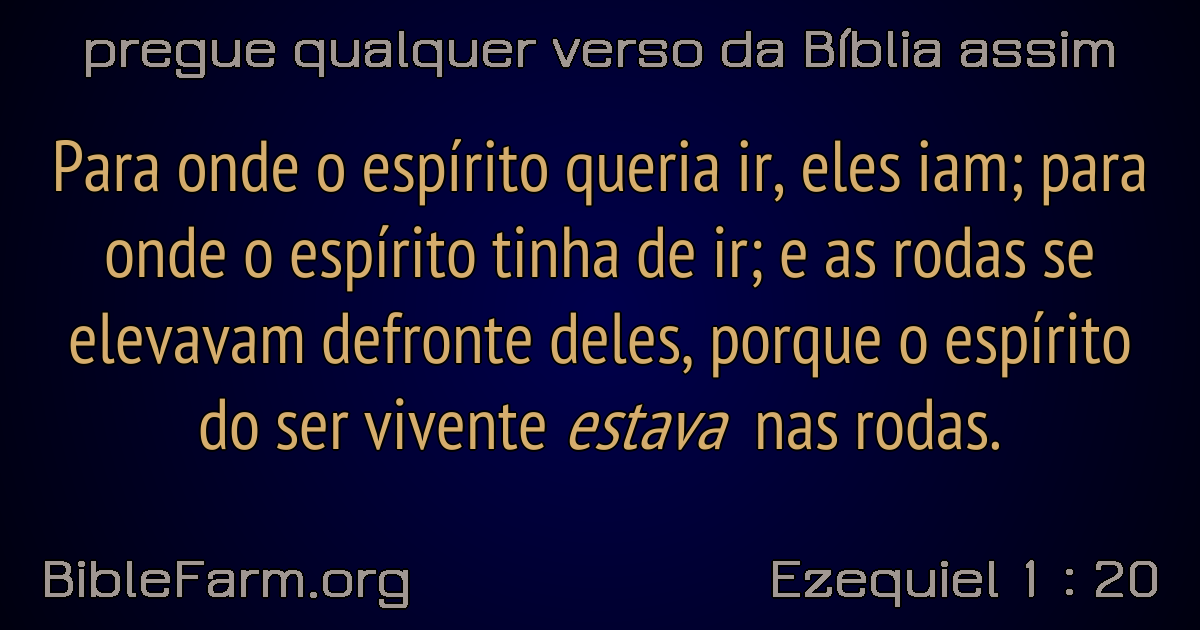 pregue qualquer verso da Bíblia assim
Para onde o espírito queria ir, eles iam; para
onde o espírito tinha de ir; e as rodas se
elevavam defronte deles, porque o espírito
do ser vivente estava nas rodas.
BibleFarm.org
Ezequiel 1 : 20